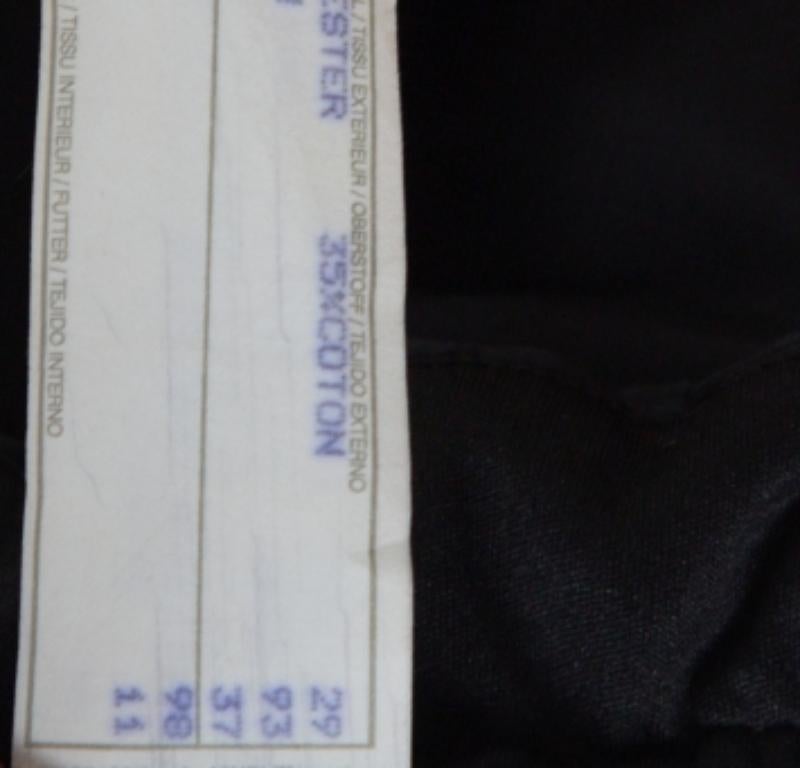 L / TISSU EXTERIEUR / OBERSTOFF / TEJIDO EXTERNO
ESTER 35%COTON 29
93
37
98
/ TISSU INTERIEUR / FUTTER / TEJIDO INTERNO
11